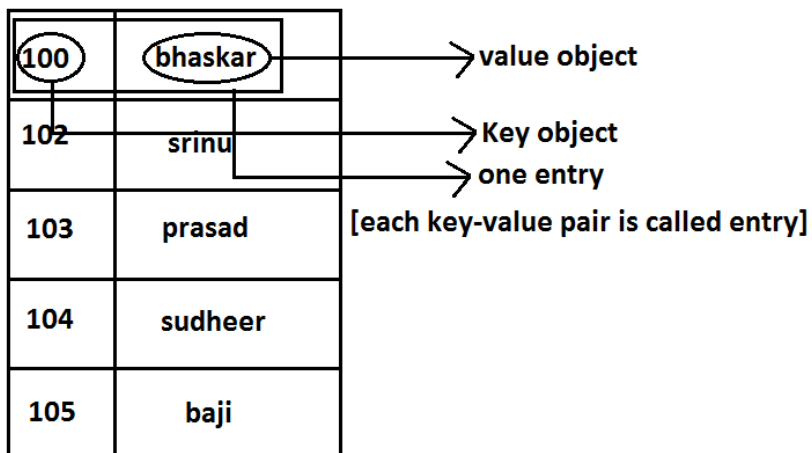 100 bhaskar value object
102 srinu Key object
one entry
103 prasad [each key-value pair is called entry]
104 sudheer
105 baji